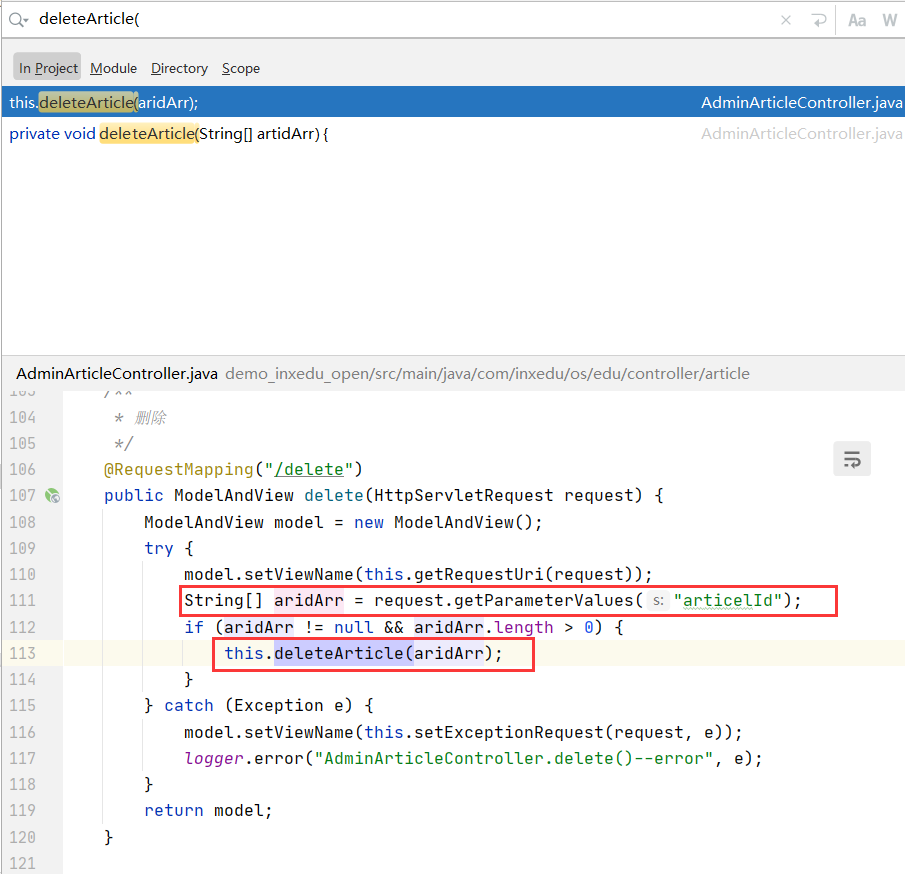 deleteArticle(
Aa W
In Project Module Directory Scope
this.deleteArticle(aridArr); AdminArticleController.java
private void deleteArticle(String[] artidArr) { AdminArticleController.java
AdminArticleController.java demo_inxedu_open/src/main/java/com/inxedu/os/edu/controller/article
103 /**
104 * 删除
105 */
106 @RequestMapping("/delete")
107 public ModelAndView delete(HttpServletRequest request) {
108 ModelAndView model = new ModelAndView();
109 try {
110 model.setViewName(this.getRequestUri(request));
111 String[] aridArr = request.getParameterValues( s: "articelId");
112 if (aridArr != null && aridArr.length > 0) {
113 this.deleteArticle(aridArr);
114 }
115 } catch (Exception e) {
116 model.setViewName(this.setExceptionRequest(request, e));
117 logger.error("AdminArticleController.delete()--error", e);
118 }
119 return model;
120 }
121